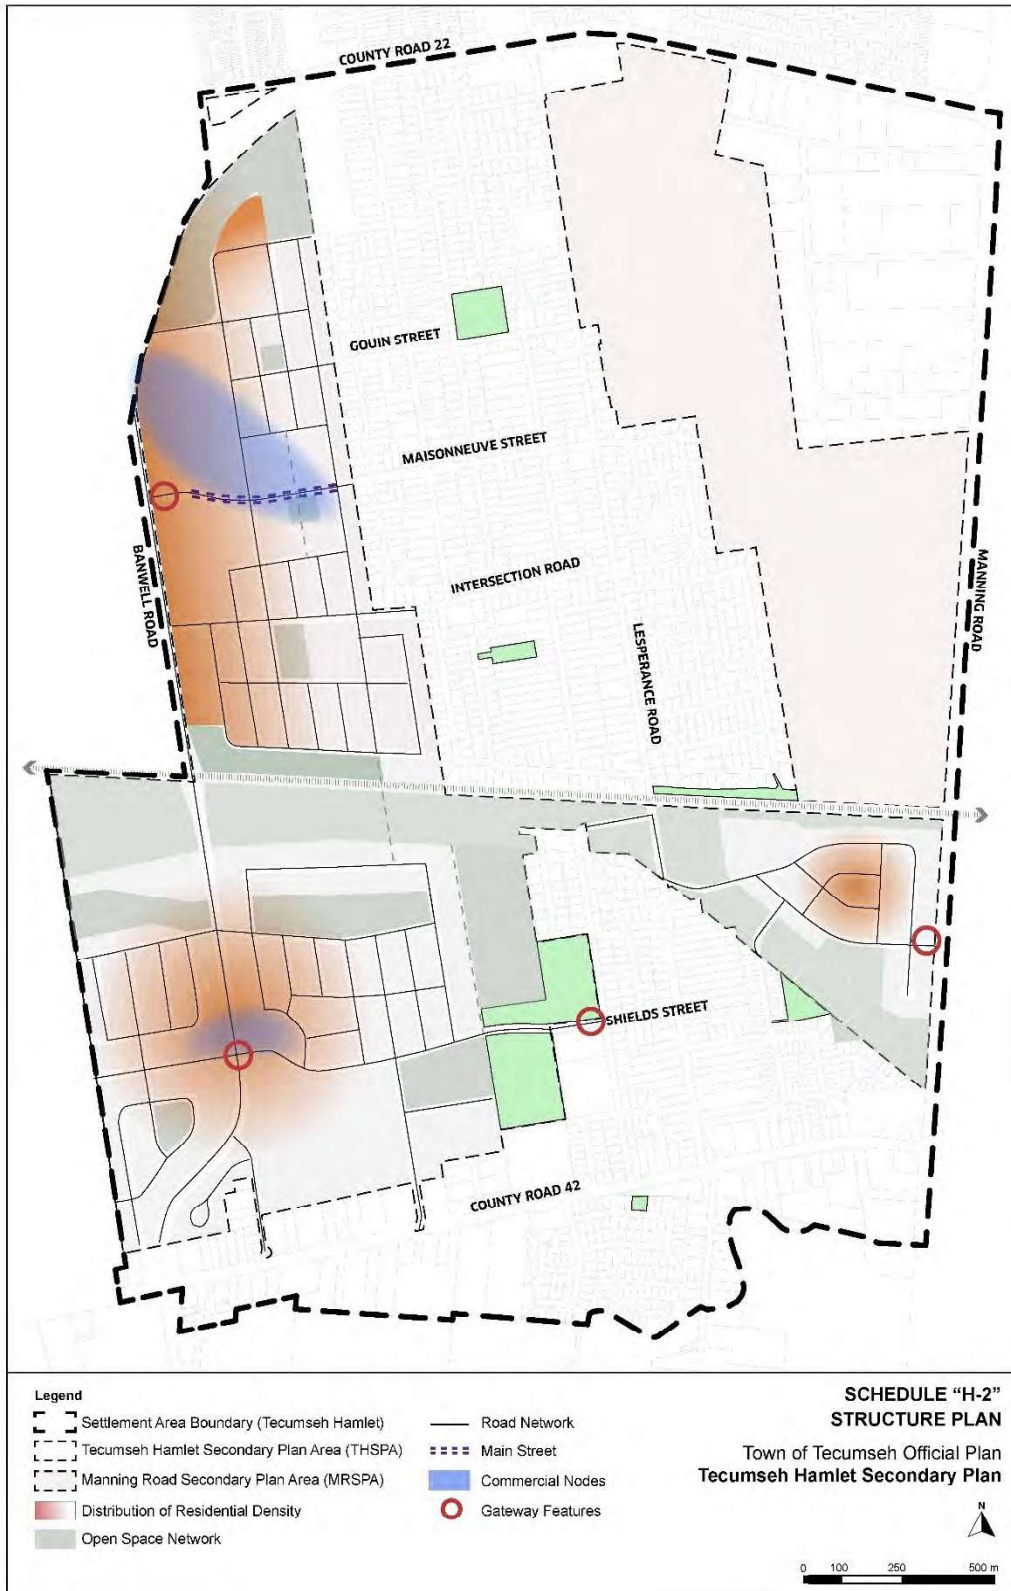 COUNTY ROAD 22
GOUIN STREET
MAISONNEUVE STREET
BANWELL ROAD
INTERSECTION ROAD
MANNING ROAD
LESPERANCE ROAD
SHIELDS STREET
COUNTY ROAD 42
Legend
Settlement Area Boundary (Tecumseh Hamlet)
Tecumseh Hamlet Secondary Plan Area (THSPA)
Manning Road Secondary Plan Area (MRSPA)
Distribution of Residential Density
Open Space Network
Road Network
Main Street
Commercial Nodes
Gateway Features
SCHEDULE “H-2”
STRUCTURE PLAN
Town of Tecumseh Official Plan
Tecumseh Hamlet Secondary Plan
N
0 100 250 500 m